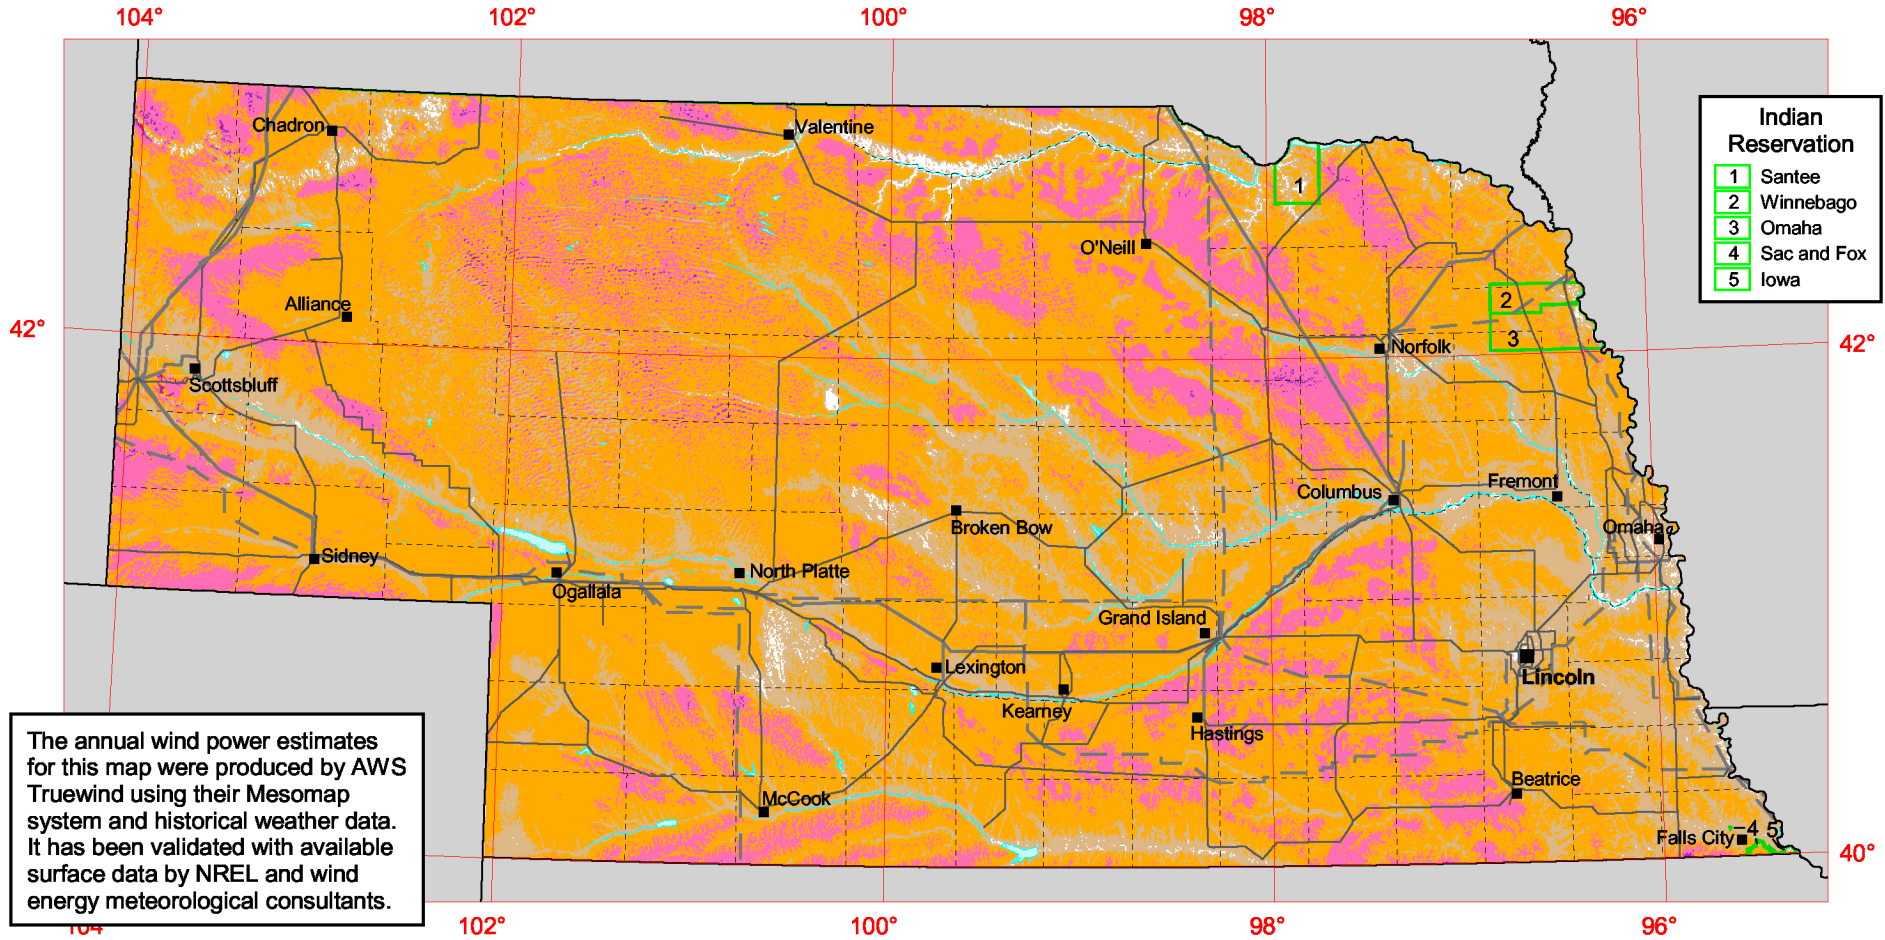 104°
102°
100°
98°
96°
Chadron
Valentine
Indian
Reservation
1 Santee
2 Winnebago
3 Omaha
4 Sac and Fox
5 Iowa
1
O'Neill
Alliance
2
3
42°
42°
Norfolk
Scottsbluff
Columbus
Fremont
Broken Bow
Omaha
Sidney
North Platte
Ogallala
Grand Island
Lexington
Lincoln
Kearney
Hastings
The annual wind power estimates
for this map were produced by AWS
Truewind using their Mesomap
system and historical weather data.
It has been validated with available
surface data by NREL and wind
energy meteorological consultants.
McCook
Beatrice
Falls City
4
5
40°
104
102°
100°
98°
96°